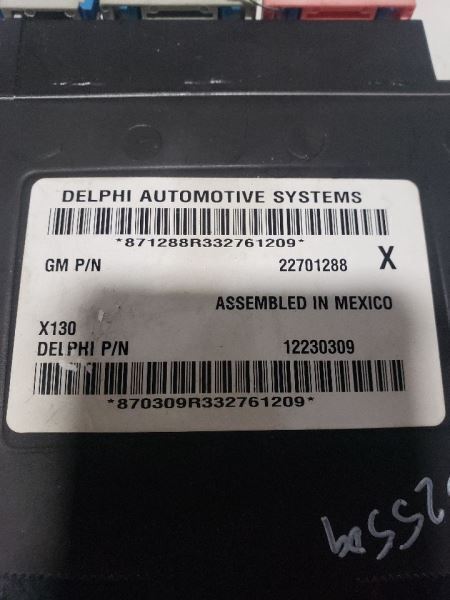 DELPHI AUTOMOTIVE SYSTEMS
*871288R332761209*
GM P/N 22701288 X
ASSEMBLED IN MEXICO
X130
DELPHI P/N 12230309
*870309R332761209*